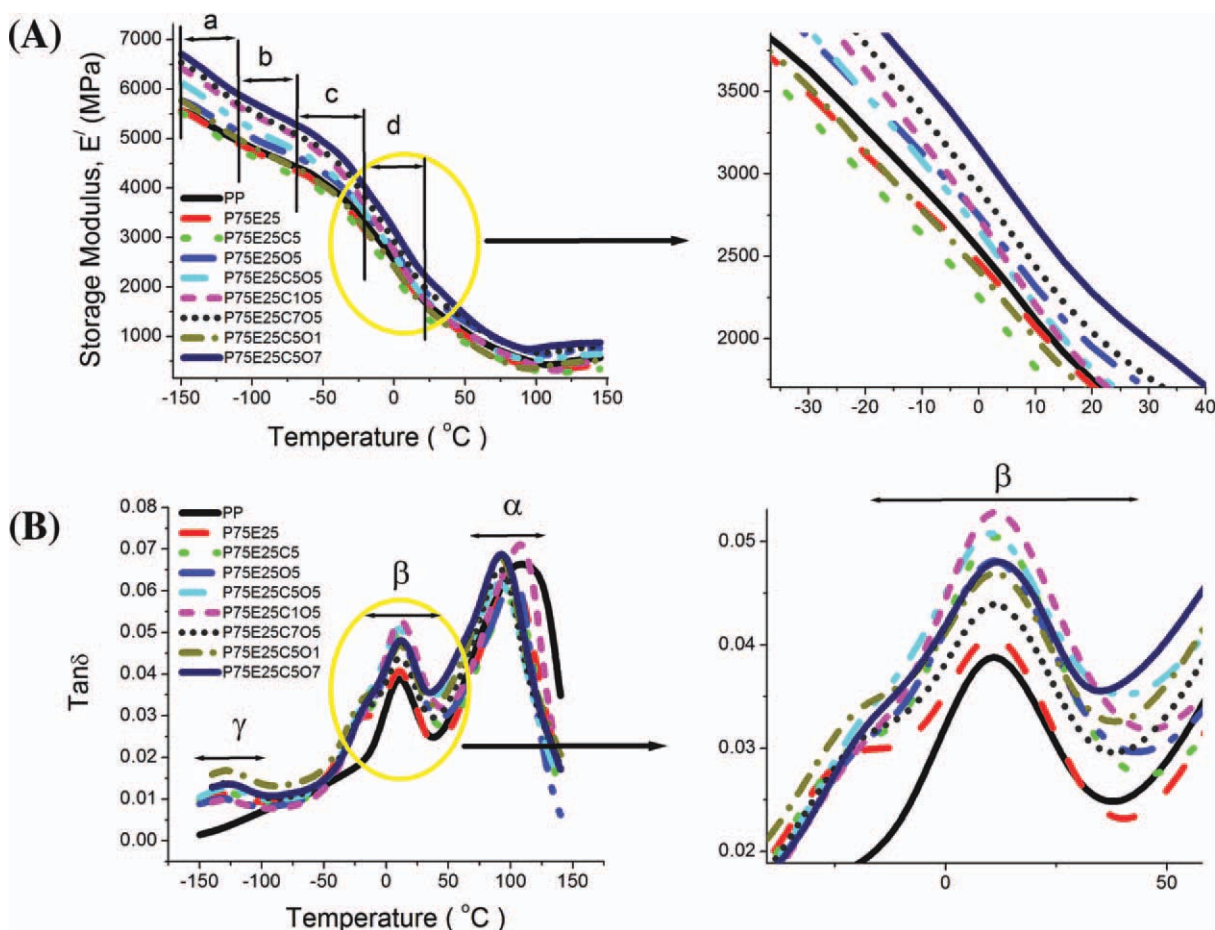 (A)
Storage Modulus, E/ (MPa)
7000
6000
5000
4000
3000
2000
1000
a
b
c
d
PP
P75E25
P75E25C5
P75E25O5
P75E25C5O5
P75E25C1O5
P75E25C7O5
P75E25C5O1
P75E25C5O7
-150 -100 -50 0 50 100 150
Temperature ( °C)
3500
3000
2500
2000
-30 -20 -10 0 10 20 30 40
(B)
Tanδ
0.08
0.07
0.06
0.05
0.04
0.03
0.02
0.01
0.00
PP
P75E25
P75E25C5
P75E25O5
P75E25C5O5
P75E25C1O5
P75E25C7O5
P75E25C5O1
P75E25C5O7
γ
β
α
-150 -100 -50 0 50 100 150
Temperature ( °C)
β
0.05
0.04
0.03
0.02
0 50